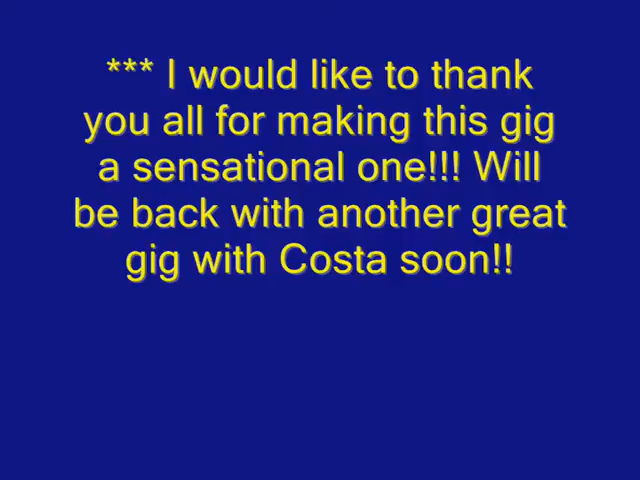 *** I would like to thank
you all for making this gig
a sensational one!!! Will
be back with another great
gig with Costa soon!!